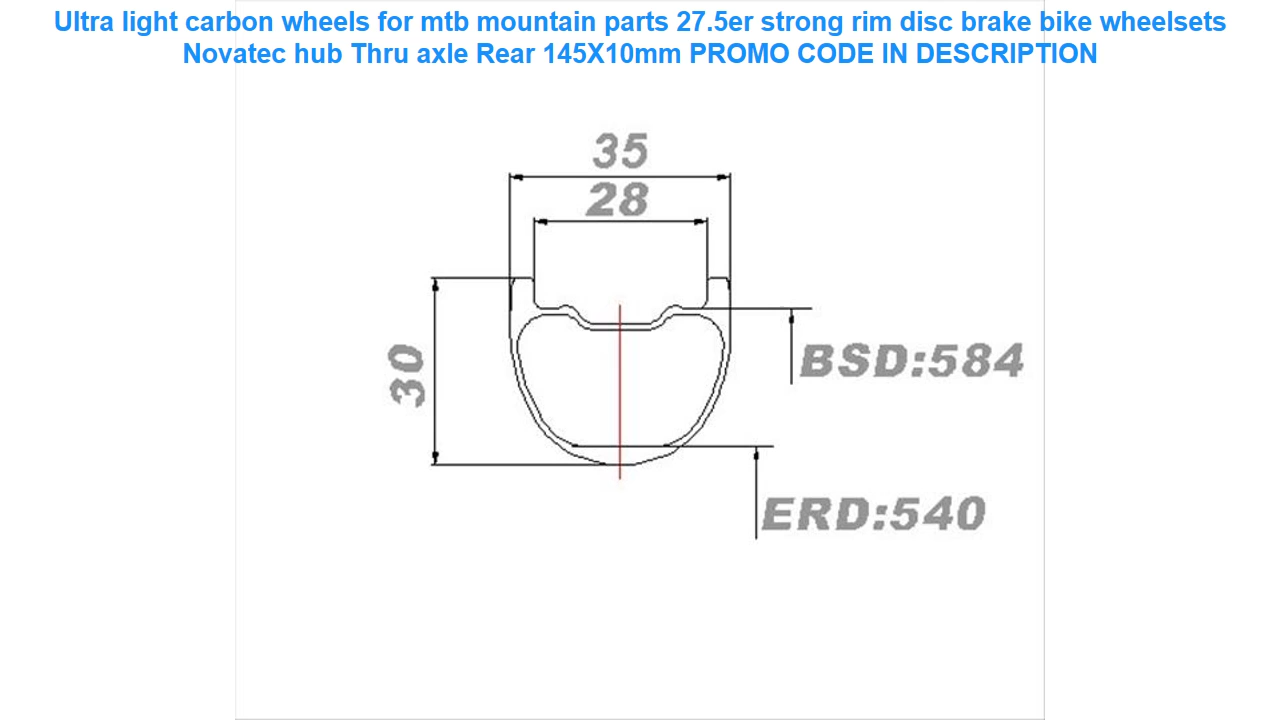 Ultra light carbon wheels for mtb mountain parts 27.5er strong rim disc brake bike wheelsets
Novatec hub Thru axle Rear 145X10mm PROMO CODE IN DESCRIPTION
35
28
30
BSD:584
ERD:540